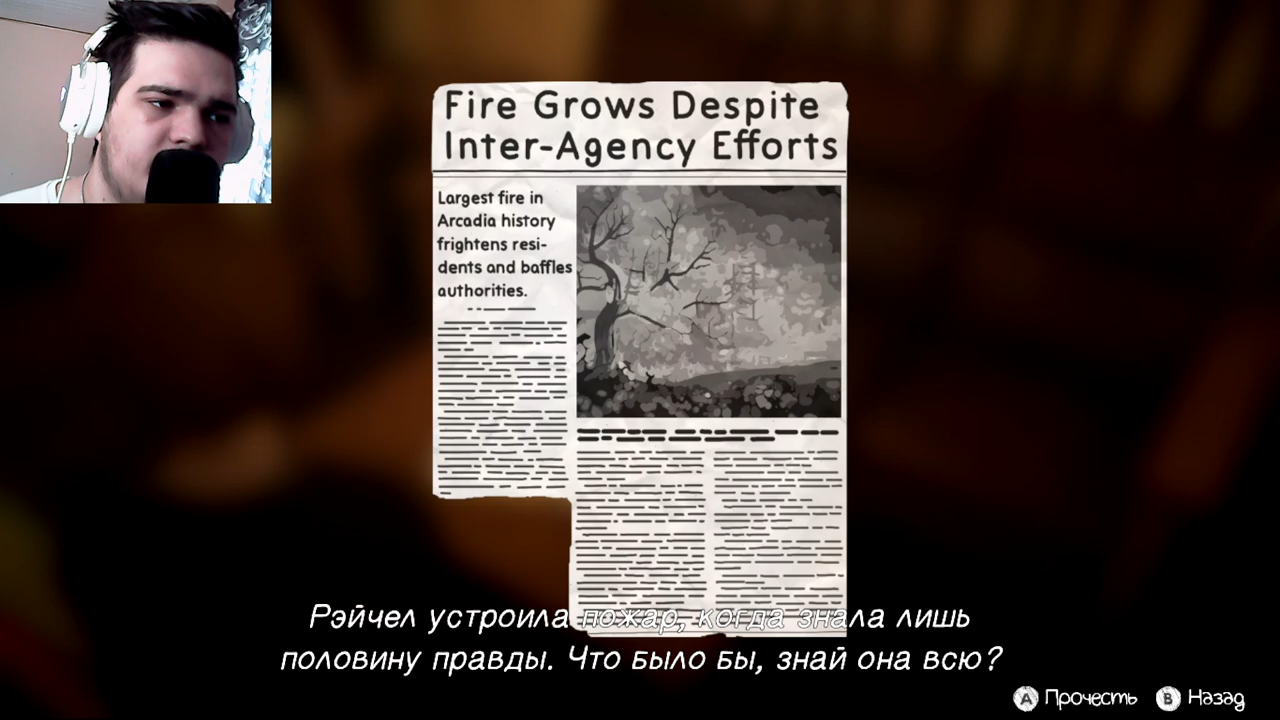 Fire Grows Despite
Inter-Agency Efforts
Largest fire in
Arcadia history
frightens resi-
dents and baffles
authorities.
Рэйчел устроила пожар, когда знала лишь
половину правды. Что было бы, знай она всю?
A Прочесть B Назад